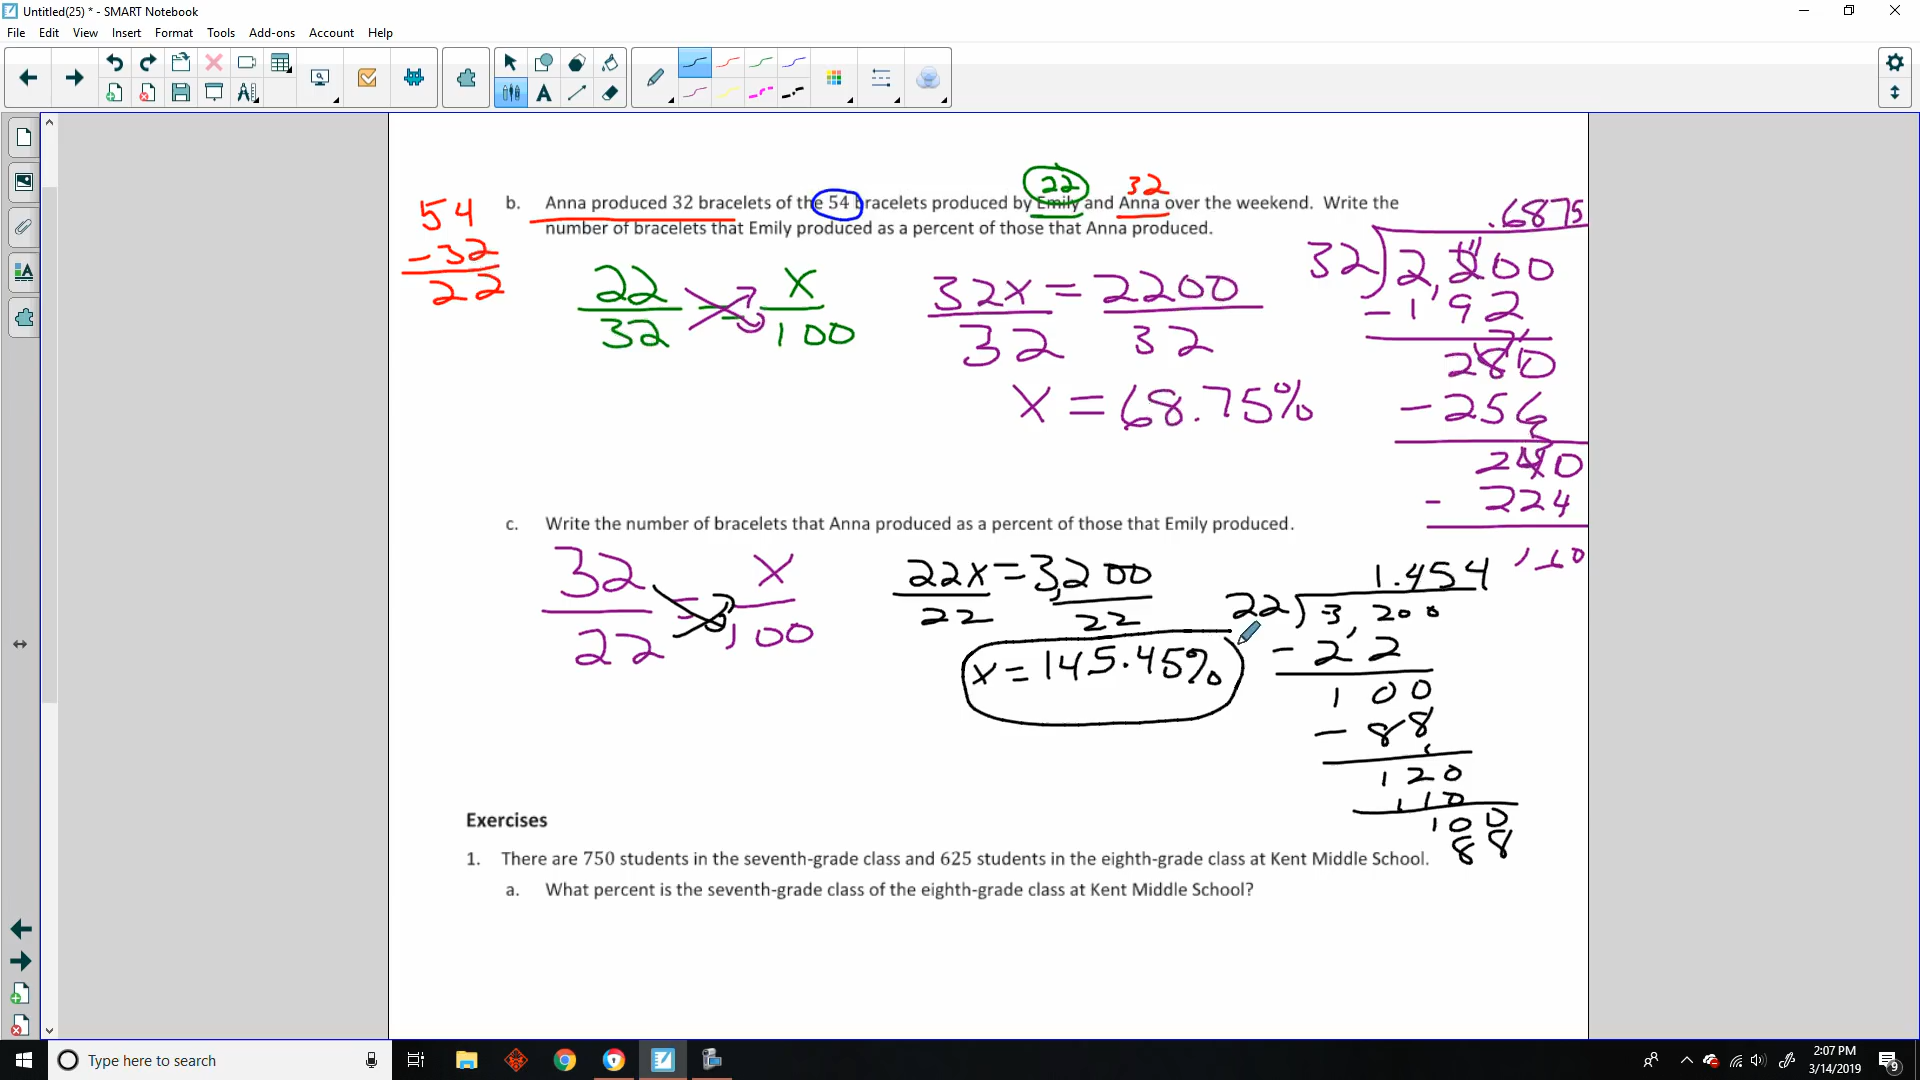 Untitled(25) * - SMART Notebook
File Edit View Insert Format Tools Add-ons Account Help
22 32
b. Anna produced 32 bracelets of the 54 bracelets produced by Emily and Anna over the weekend. Write the
number of bracelets that Emily produced as a percent of those that Anna produced.
54
- 32
22
22/32 = x/100
32x = 2200
32 32
x = 68.75%
.6875
32 2,200
- 192
280
- 256
240
- 224
160
c. Write the number of bracelets that Anna produced as a percent of those that Emily produced.
32/22 = x/100
22x = 3,200
22 22
x = 145.45%
1.454
22 3,200
- 22
100
- 88
120
110
100
88
Exercises
1. There are 750 students in the seventh-grade class and 625 students in the eighth-grade class at Kent Middle School.
a. What percent is the seventh-grade class of the eighth-grade class at Kent Middle School?
Type here to search
2:07 PM
3/14/2019
9